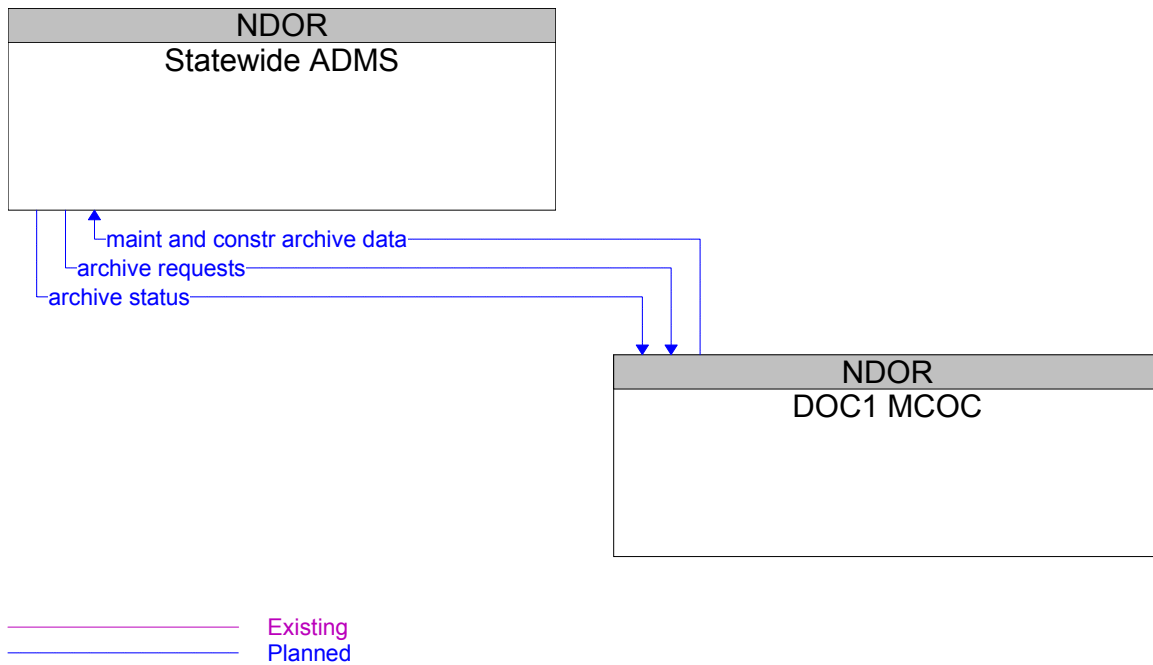 NDOR
Statewide ADMS
maint and constr archive data
archive requests
archive status
NDOR
DOC1 MCOC
Existing
Planned